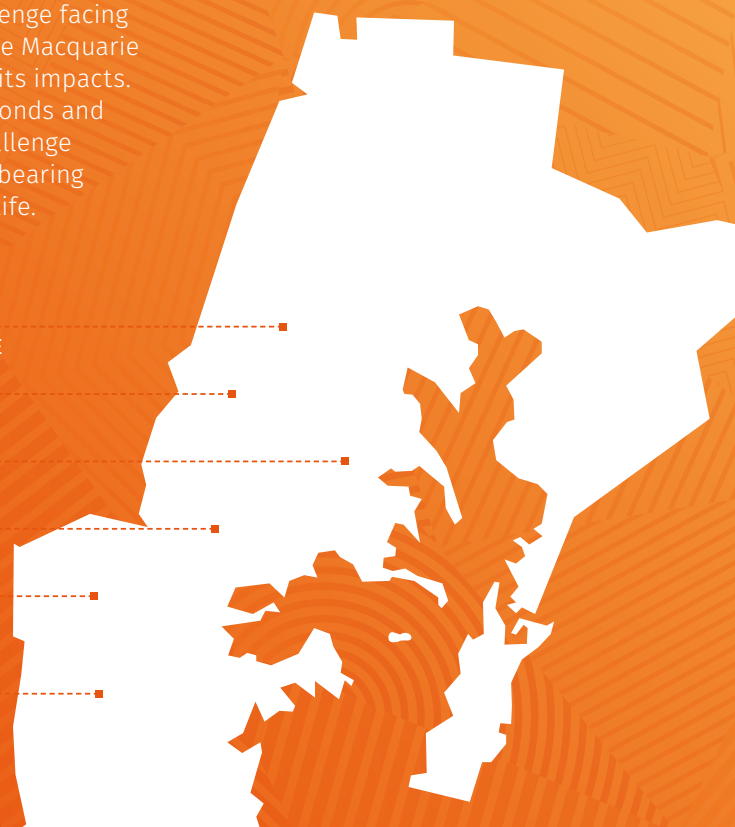 enge facing
e Macquarie
its impacts.
onds and
llenge
bearing
ife.
E